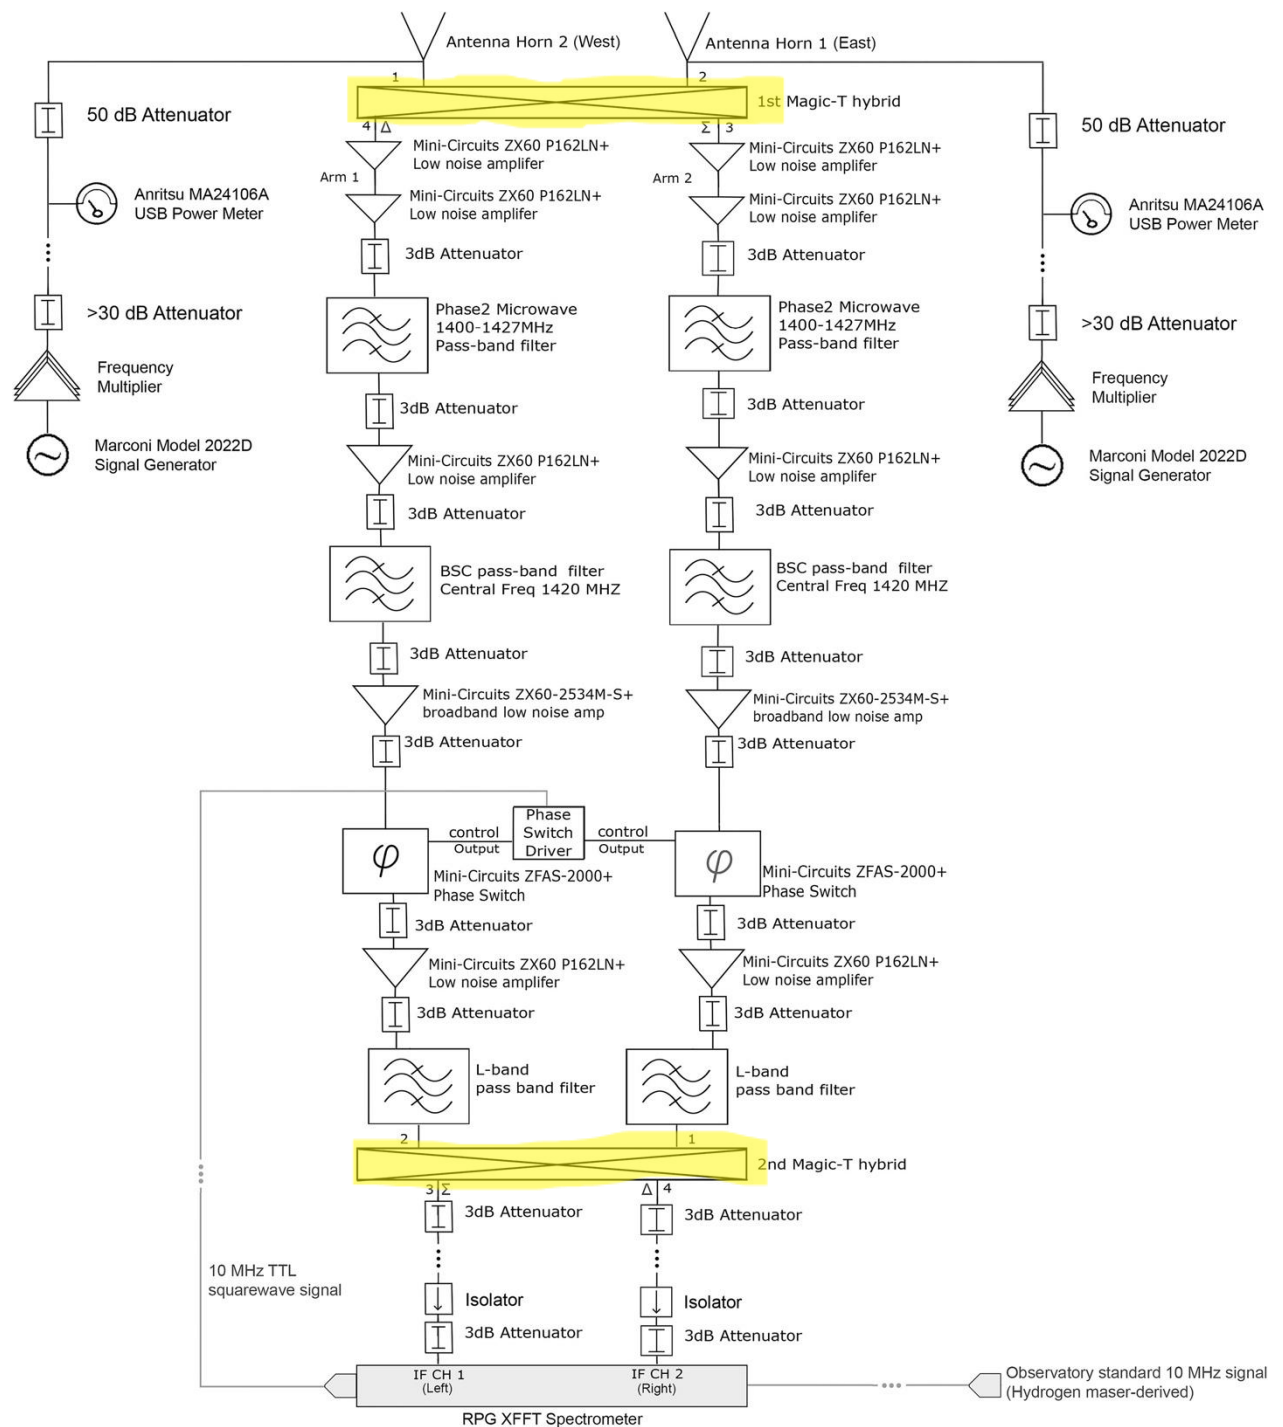 Antenna Horn 2 (West)
Antenna Horn 1 (East)
1
2
1st Magic-T hybrid
4 Δ
Σ 3
50 dB Attenuator
50 dB Attenuator
Mini-Circuits ZX60 P162LN+
Low noise amplifer
Mini-Circuits ZX60 P162LN+
Low noise amplifer
Arm 1
Arm 2
Mini-Circuits ZX60 P162LN+
Low noise amplifer
Mini-Circuits ZX60 P162LN+
Low noise amplifer
Anritsu MA24106A
USB Power Meter
Anritsu MA24106A
USB Power Meter
3dB Attenuator
3dB Attenuator
>30 dB Attenuator
>30 dB Attenuator
Phase2 Microwave
1400-1427MHz
Pass-band filter
Phase2 Microwave
1400-1427MHz
Pass-band filter
Frequency
Multiplier
Frequency
Multiplier
3dB Attenuator
3dB Attenuator
Marconi Model 2022D
Signal Generator
Marconi Model 2022D
Signal Generator
Mini-Circuits ZX60 P162LN+
Low noise amplifer
Mini-Circuits ZX60 P162LN+
Low noise amplifer
3dB Attenuator
3dB Attenuator
BSC pass-band filter
Central Freq 1420 MHZ
BSC pass-band filter
Central Freq 1420 MHZ
3dB Attenuator
3dB Attenuator
Mini-Circuits ZX60-2534M-S+
broadband low noise amp
Mini-Circuits ZX60-2534M-S+
broadband low noise amp
3dB Attenuator
3dB Attenuator
Phase
Switch
Driver
control
Output
control
Output
φ
φ
Mini-Circuits ZFAS-2000+
Phase Switch
Mini-Circuits ZFAS-2000+
Phase Switch
3dB Attenuator
3dB Attenuator
Mini-Circuits ZX60 P162LN+
Low noise amplifer
Mini-Circuits ZX60 P162LN+
Low noise amplifer
3dB Attenuator
3dB Attenuator
L-band
pass band filter
L-band
pass band filter
2
1
2nd Magic-T hybrid
3 Σ
Δ 4
3dB Attenuator
3dB Attenuator
10 MHz TTL
squarewave signal
Isolator
Isolator
3dB Attenuator
3dB Attenuator
IF CH 1
(Left)
IF CH 2
(Right)
Observatory standard 10 MHz signal
(Hydrogen maser-derived)
RPG XFFT Spectrometer